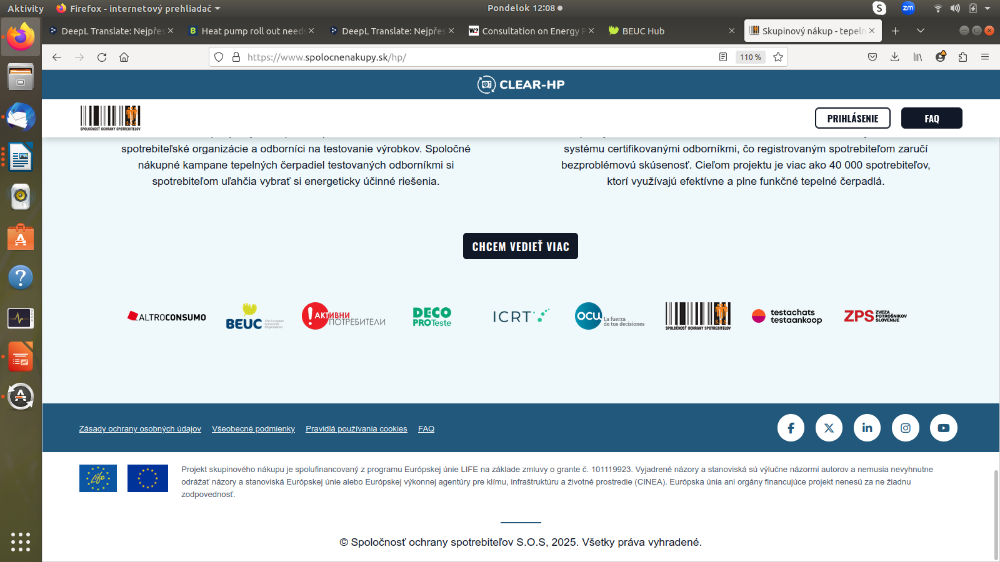 Aktivity
Firefox - internetový prehliadač
Pondelok 12:08
DeepL Translate: Nejpřes
Heat pump roll out needs
DeepL Translate: Nejpřes
Consultation on Energy P
BEUC Hub
Skupinový nákup - tepeln
https://www.spolocnenakupy.sk/hp/
110 %
CLEAR-HP
SPOLOČNOSŤ OCHRANY SPOTREBITEĽOV
PRIHLÁSENIE
FAQ
spotrebiteľské organizácie a odborníci na testovanie výrobkov. Spoločné
nákupné kampane tepelných čerpadiel testovaných odborníkmi si
spotrebiteľom uľahčia vybrať si energeticky účinné riešenia.
systému certifikovanými odborníkmi, čo registrovaným spotrebiteľom zaručí
bezproblémovú skúsenosť. Cieľom projektu je viac ako 40 000 spotrebiteľov,
ktorí využívajú efektívne a plne funkčné tepelné čerpadlá.
CHCEM VEDIEŤ VIAC
ALTROCONSUMO
BEUC The European Consumer Organisation
АКТИВНИ
ПОТРЕБИТЕЛИ
DECO
PROTeste
ICRT
OCU La fuerza
de tus decisiones
S.O.S
SPOLOČNOSŤ OCHRANY SPOTREBITEĽOV
testachats
testaankoop
ZPS ZVEZA
POTROŠNIKOV
SLOVENIJE
Zásady ochrany osobných údajov
Všeobecné podmienky
Pravidlá používania cookies
FAQ
Life
Projekt skupinového nákupu je spolufinancovaný z programu Európskej únie LIFE na základe zmluvy o grante č. 101119923. Vyjadrené názory a stanoviská sú výlučne názormi autorov a nemusia nevyhnutne
odrážať názory a stanoviská Európskej únie alebo Európskej výkonnej agentúry pre klímu, infraštruktúru a životné prostredie (CINEA). Európska únia ani orgány financujúce projekt nenesú za ne žiadnu
zodpovednosť.
© Spoločnosť ochrany spotrebiteľov S.O.S, 2025. Všetky práva vyhradené.